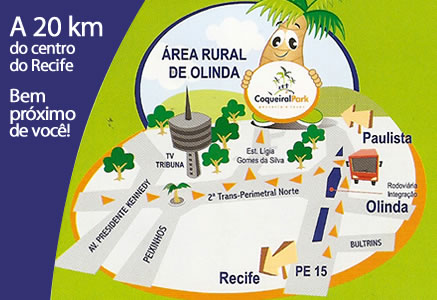 A 20 km
do centro
do Recife
Bem
próximo
de você!
ÁREA RURAL
DE OLINDA
CoqueiralPark
Paulista
TV
TRIBUNA
Est. Lígia
Gomes da Silva
Rodoviária
Integração
Olinda
2ª Trans-Perimetral Norte
AV. PRESIDENTE KENNEDY
PEIXINHOS
BULTRINS
Recife
PE 15